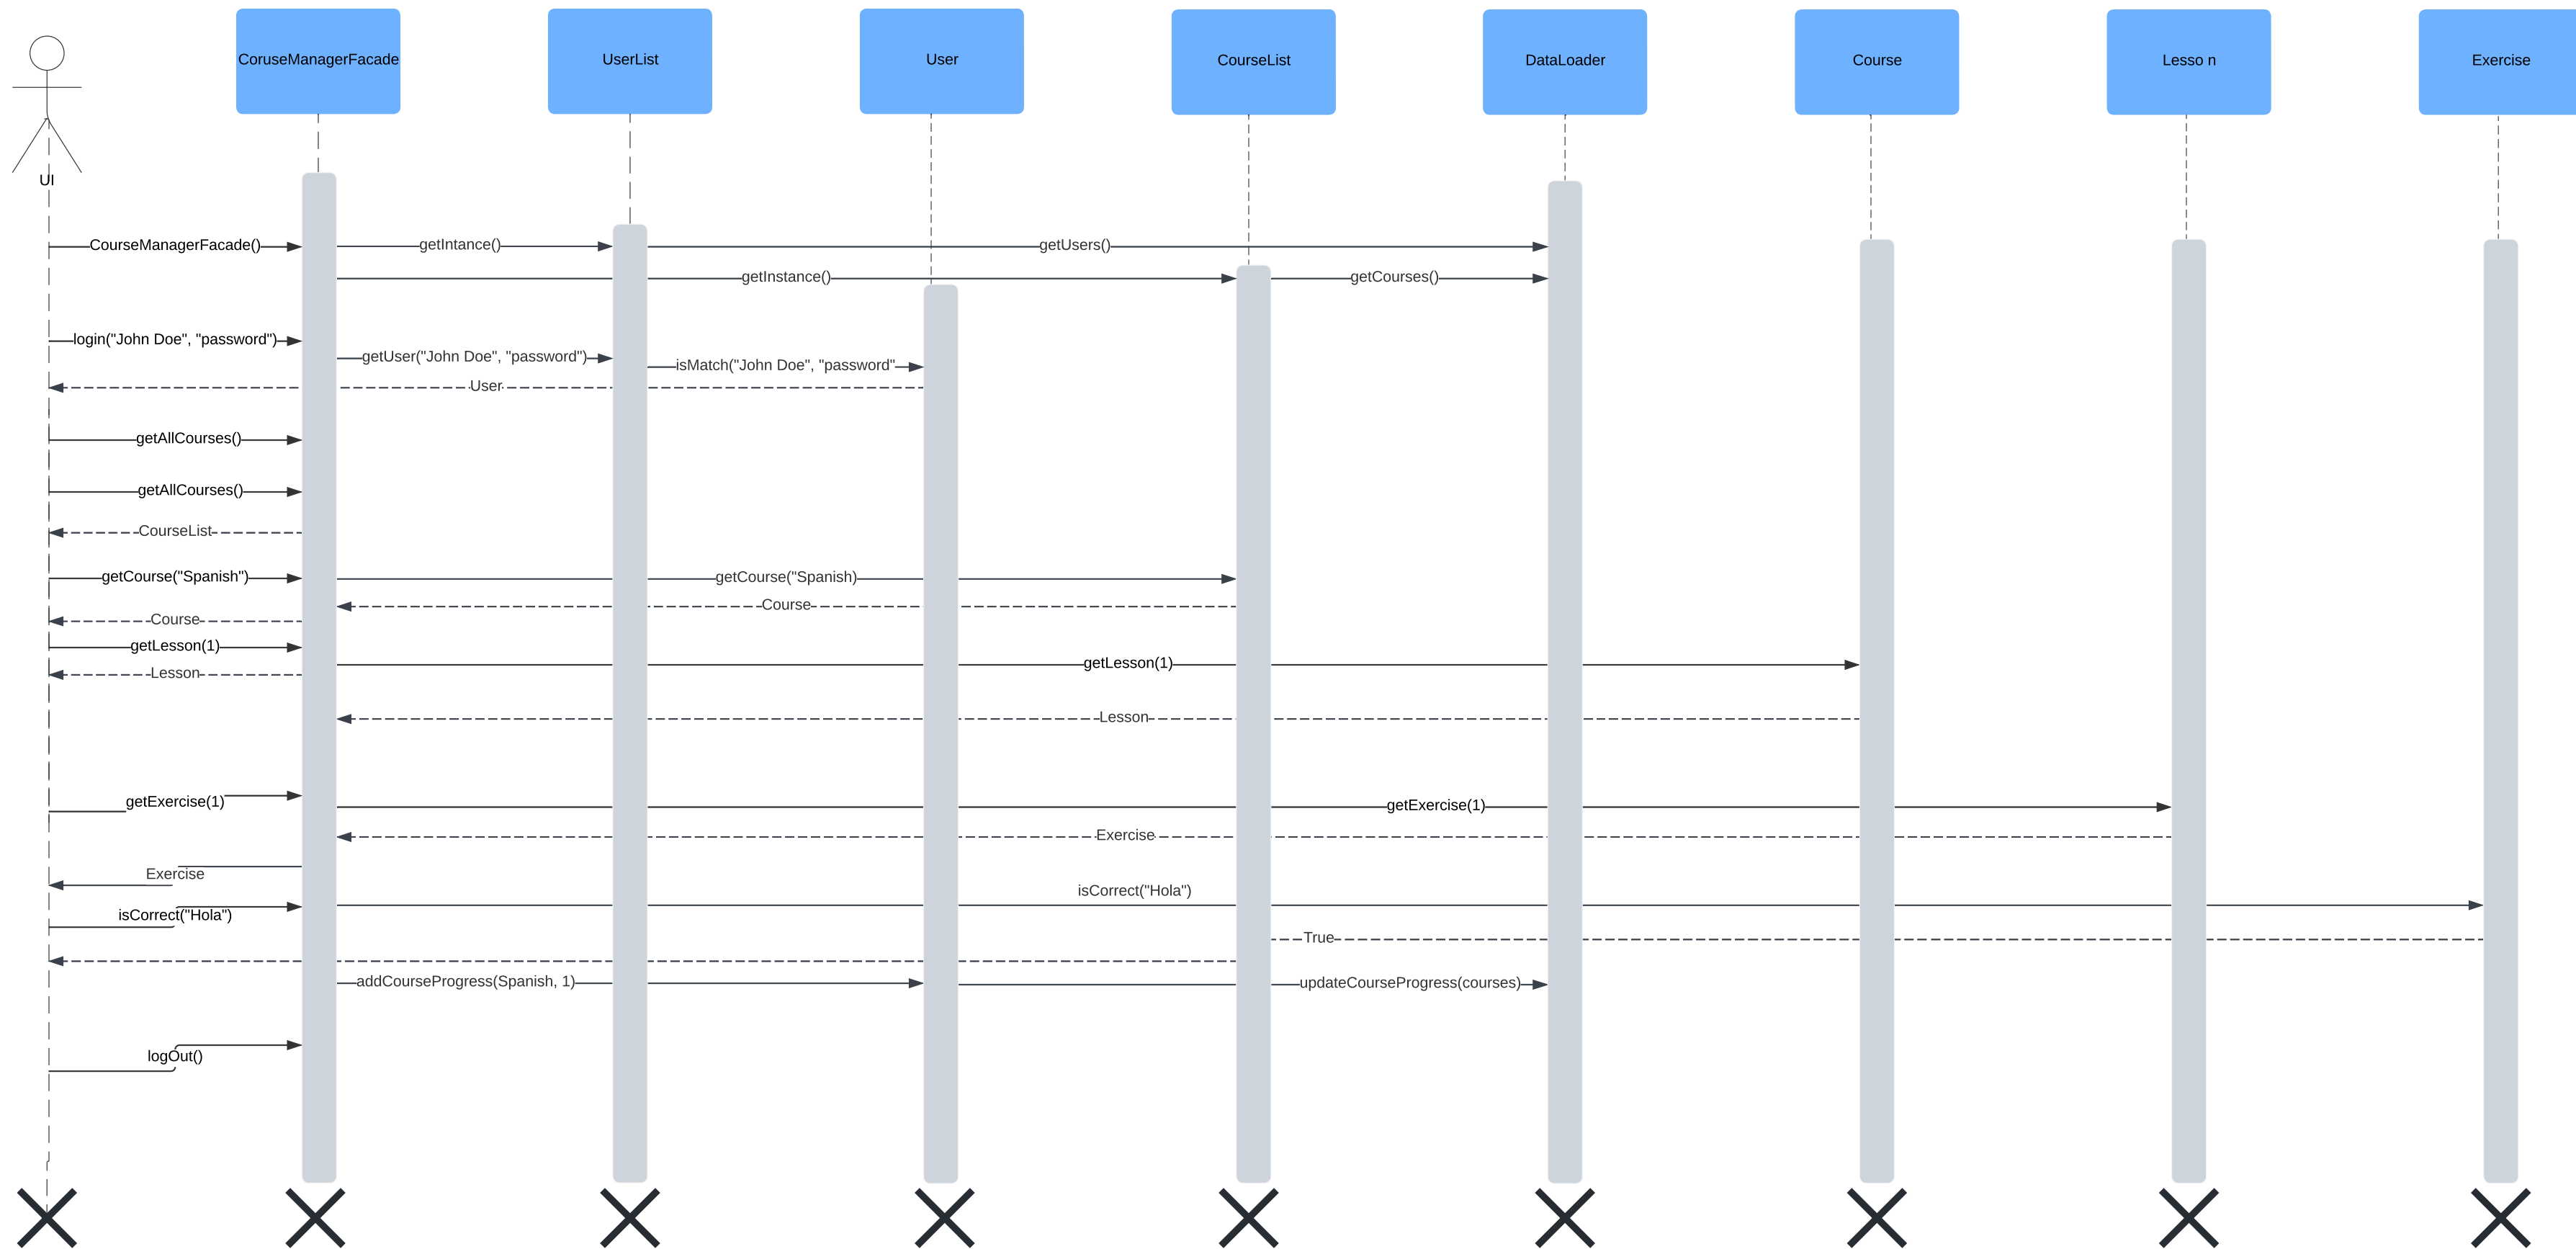 CoruseManagerFacade
UserList
User
CourseList
DataLoader
Course
Lesso n
Exercise
UI
CourseManagerFacade()
getIntance()
getUsers()
getInstance()
getCourses()
login("John Doe", "password")
getUser("John Doe", "password")
isMatch("John Doe", "password"
User
getAllCourses()
getAllCourses()
CourseList
getCourse("Spanish")
getCourse("Spanish)
Course
Course
getLesson(1)
getLesson(1)
Lesson
Lesson
getExercise(1)
getExercise(1)
Exercise
Exercise
isCorrect("Hola")
isCorrect("Hola")
True
addCourseProgress(Spanish, 1)
updateCourseProgress(courses)
logOut()